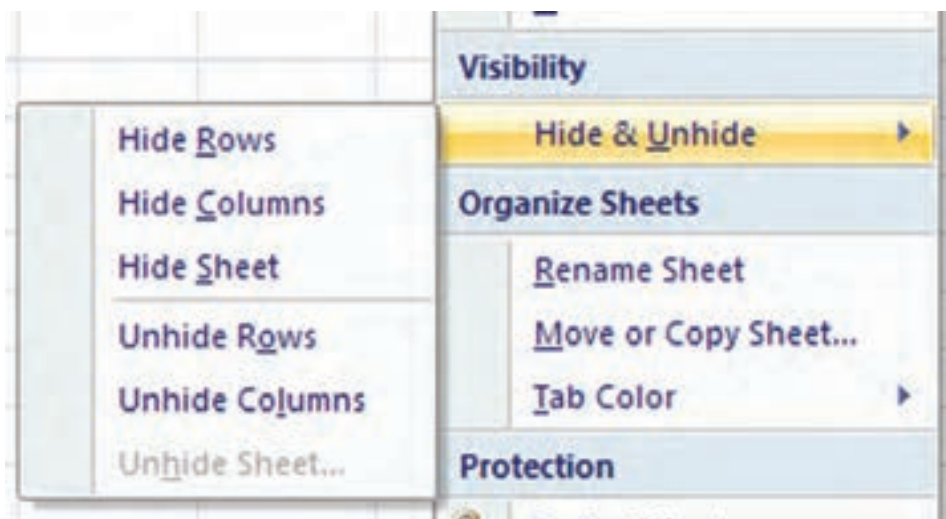 Visibility
Hide & Unhide
Hide Rows
Hide Columns
Hide Sheet
Unhide Rows
Unhide Columns
Unhide Sheet...
Organize Sheets
Rename Sheet
Move or Copy Sheet...
Tab Color
Protection